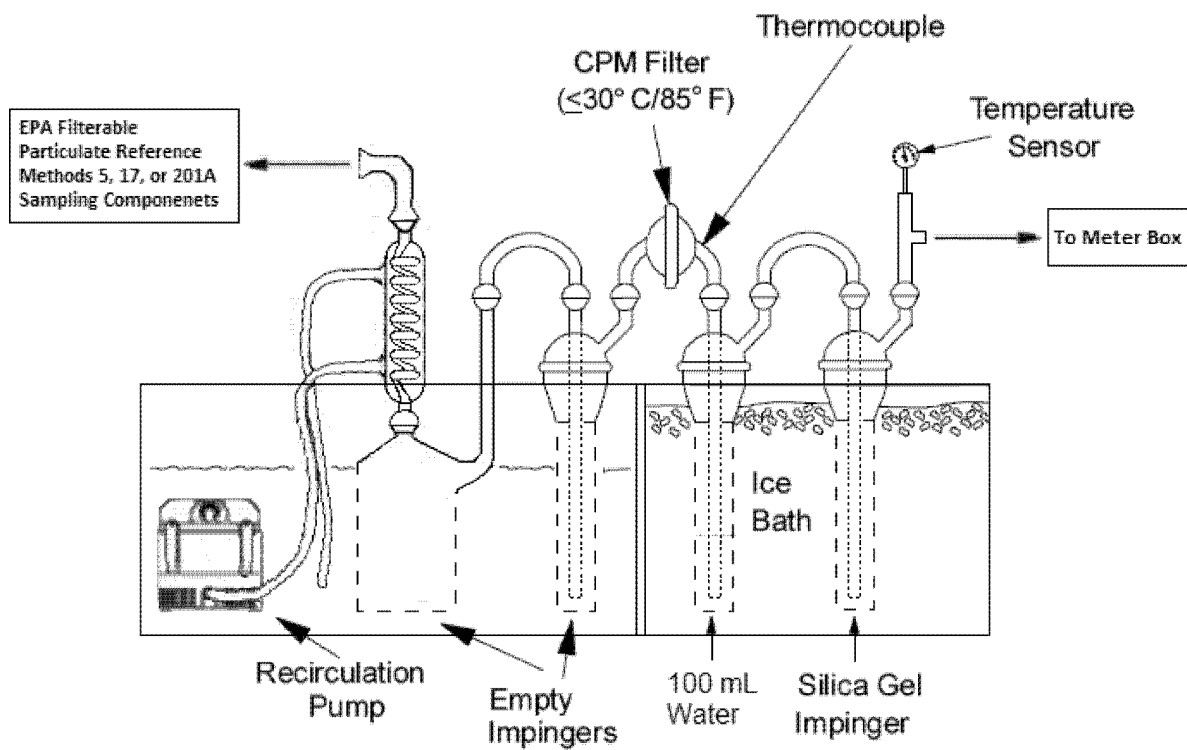 Thermocouple
CPM Filter
(≤30° C/85° F)
Temperature
Sensor
EPA Filterable
Particulate Reference
Methods 5, 17, or 201A
Sampling Componenets
To Meter Box
Ice
Bath
Recirculation
Pump
Empty
Impingers
100 mL
Water
Silica Gel
Impinger